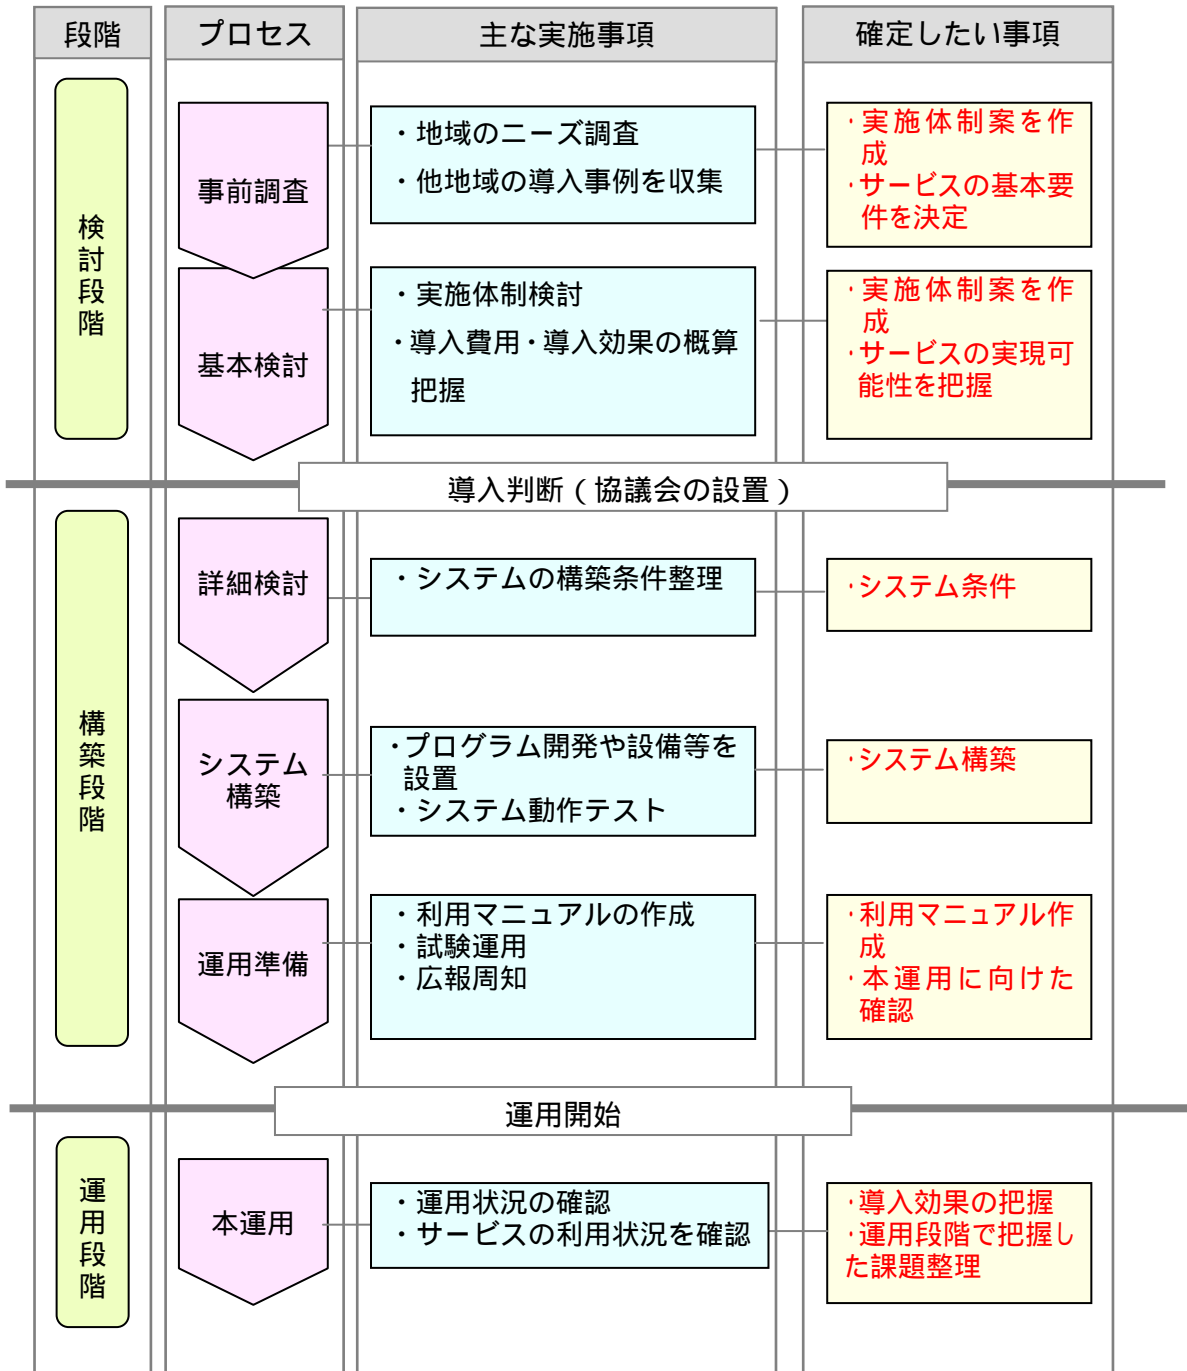 段階
プロセス
主な実施事項
確定したい事項
検討段階
事前調査
・地域のニーズ調査
・他地域の導入事例を収集
・実施体制案を作
成
・サービスの基本要
件を決定
基本検討
・実施体制検討
・導入費用・導入効果の概算
把握
・実施体制案を作
成
・サービスの実現可
能性を把握
導入判断（協議会の設置）
構築段階
詳細検討
・システムの構築条件整理
・システム条件
システム
構築
・プログラム開発や設備等を
設置
・システム動作テスト
・システム構築
運用準備
・利用マニュアルの作成
・試験運用
・広報周知
・利用マニュアル作
成
・本運用に向けた
確認
運用開始
運用段階
本運用
・運用状況の確認
・サービスの利用状況を確認
・導入効果の把握
・運用段階で把握し
た課題整理